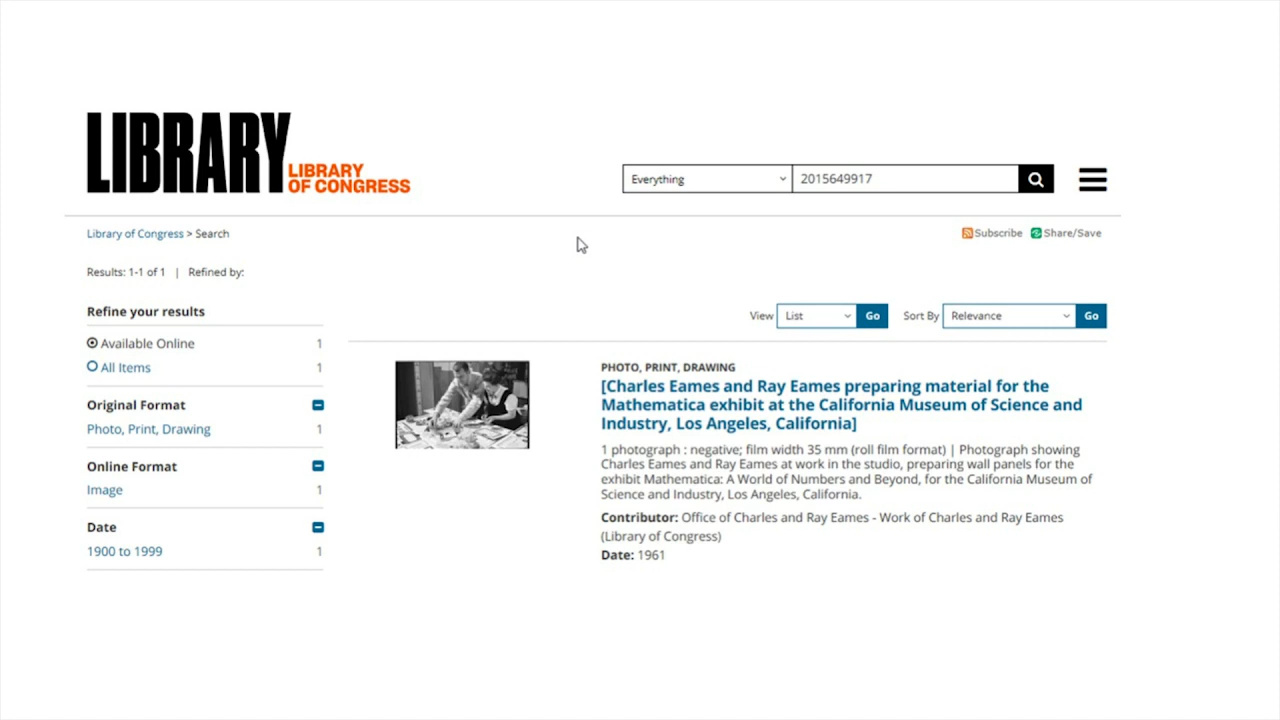 LIBRARY
LIBRARY
OF CONGRESS
Everything
2015649917
Library of Congress > Search
Subscribe
Share/Save
Results: 1-1 of 1 | Refined by:
Refine your results
Available Online 1
All Items 1
Original Format
Photo, Print, Drawing 1
Online Format
Image 1
Date
1900 to 1999 1
View List Go Sort By Relevance Go
PHOTO, PRINT, DRAWING
[Charles Eames and Ray Eames preparing material for the
Mathematica exhibit at the California Museum of Science and
Industry, Los Angeles, California]
1 photograph : negative; film width 35 mm (roll film format) | Photograph showing
Charles Eames and Ray Eames at work in the studio, preparing wall panels for the
exhibit Mathematica: A World of Numbers and Beyond, for the California Museum of
Science and Industry, Los Angeles, California.
Contributor: Office of Charles and Ray Eames - Work of Charles and Ray Eames
(Library of Congress)
Date: 1961